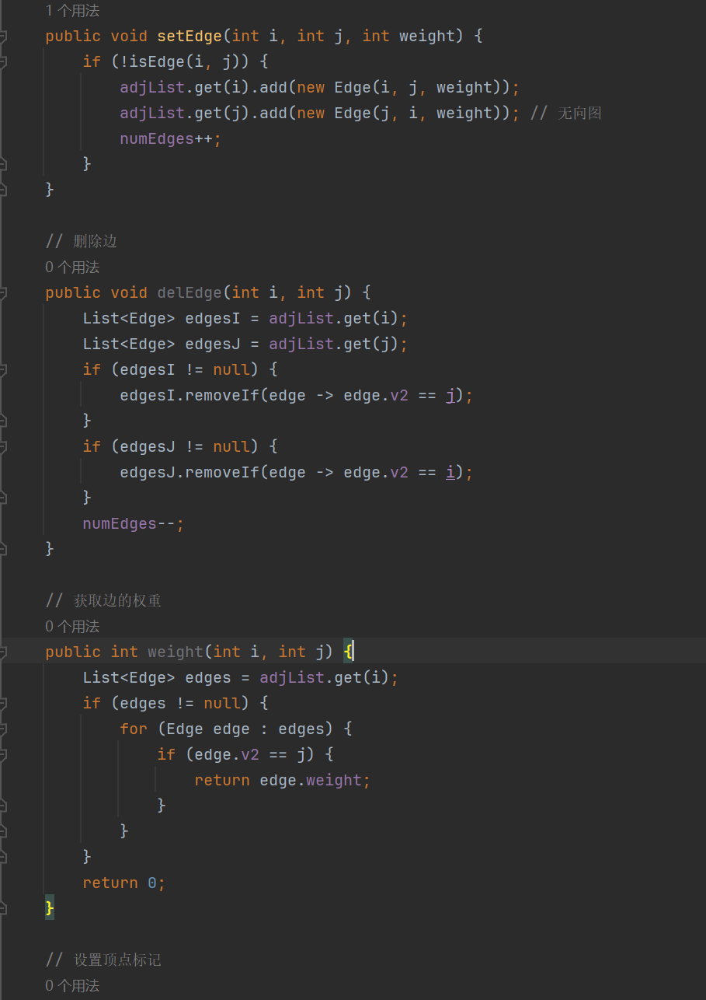 1 个用法
public void setEdge(int i, int j, int weight) {
    if (!isEdge(i, j)) {
        adjList.get(i).add(new Edge(i, j, weight));
        adjList.get(j).add(new Edge(j, i, weight)); // 无向图
        numEdges++;
    }
}

// 删除边
0 个用法
public void delEdge(int i, int j) {
    List<Edge> edgesI = adjList.get(i);
    List<Edge> edgesJ = adjList.get(j);
    if (edgesI != null) {
        edgesI.removeIf(edge -> edge.v2 == j);
    }
    if (edgesJ != null) {
        edgesJ.removeIf(edge -> edge.v2 == i);
    }
    numEdges--;
}

// 获取边的权重
0 个用法
public int weight(int i, int j) {
    List<Edge> edges = adjList.get(i);
    if (edges != null) {
        for (Edge edge : edges) {
            if (edge.v2 == j) {
                return edge.weight;
            }
        }
    }
    return 0;
}

// 设置顶点标记
0 个用法